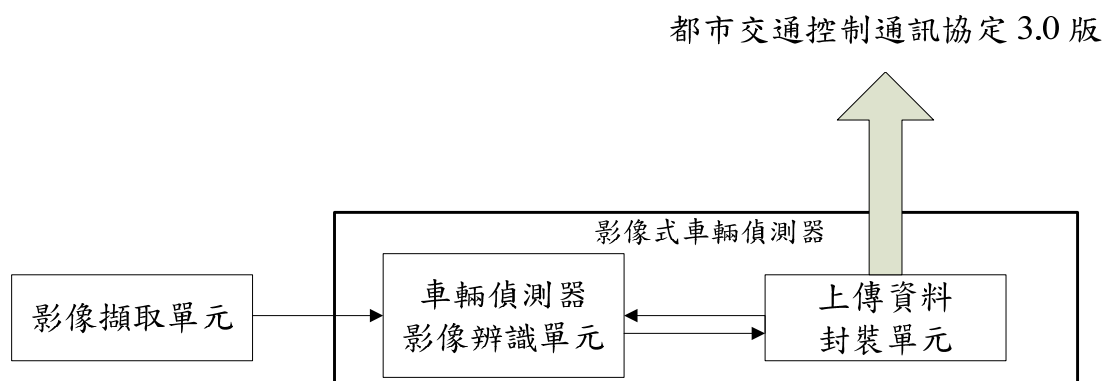 都市交通控制通訊協定 3.0 版
影像式車輛偵測器
影像擷取單元
車輛偵測器
影像辨識單元
上傳資料
封裝單元